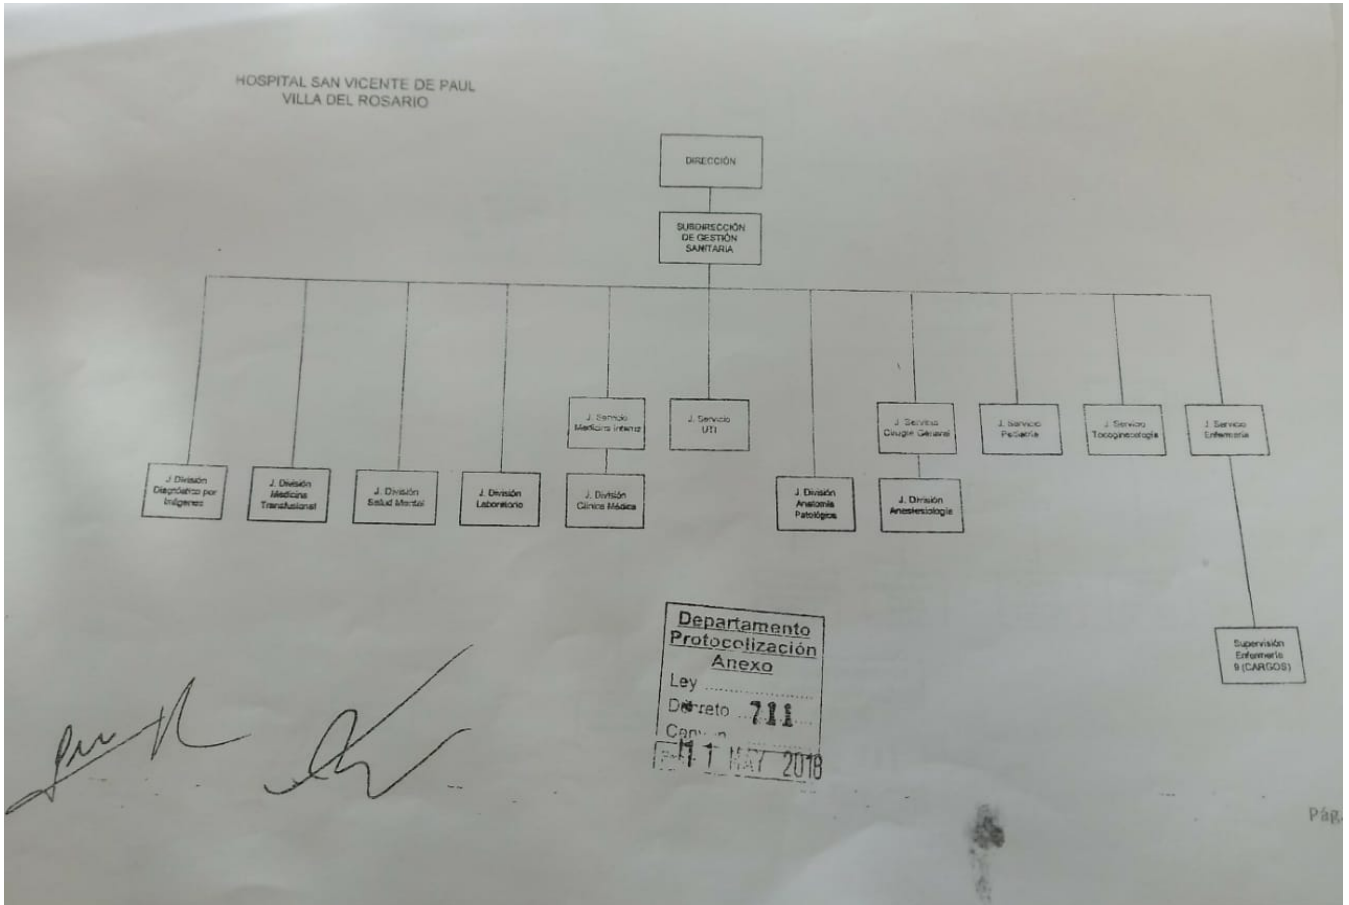 HOSPITAL SAN VICENTE DE PAUL
VILLA DEL ROSARIO
DIRECCIÓN
SUBDIRECCIÓN
DE GESTIÓN
SANITARIA
J. Servicio
Medicina Interna
J. Servicio
UTI
J. Servicio
Cirugía General
J. Servicio
Pediatría
J. Servicio
Tocoginecología
J. Servicio
Enfermería
J. División
Diagnóstico por
Imágenes
J. División
Medicina
Transfusional
J. División
Salud Mental
J. División
Laboratorio
J. División
Clínica Médica
J. División
Anatomía
Patológica
J. División
Anestesiología
Supervisión
Enfermería
9 (CARGOS)
Departamento
Protocolización
Anexo
Ley
Decreto 711
11 MAY 2018
Pág.